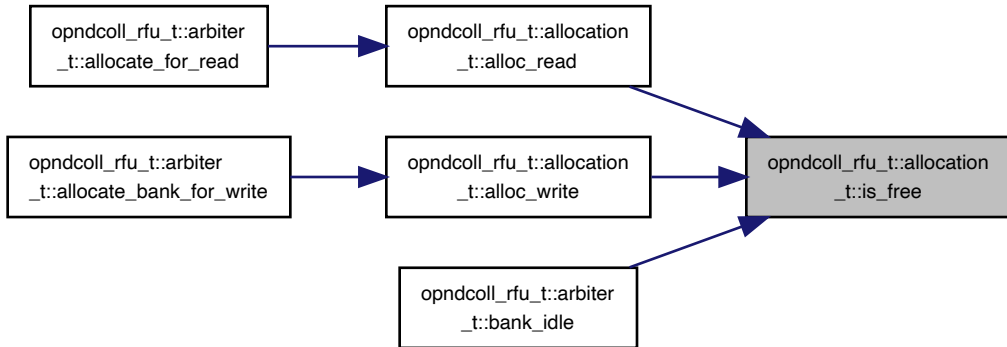 opndcoll_rfu_t::arbiter
_t::allocate_for_read
opndcoll_rfu_t::allocation
_t::alloc_read
opndcoll_rfu_t::arbiter
_t::allocate_bank_for_write
opndcoll_rfu_t::allocation
_t::alloc_write
opndcoll_rfu_t::allocation
_t::is_free
opndcoll_rfu_t::arbiter
_t::bank_idle